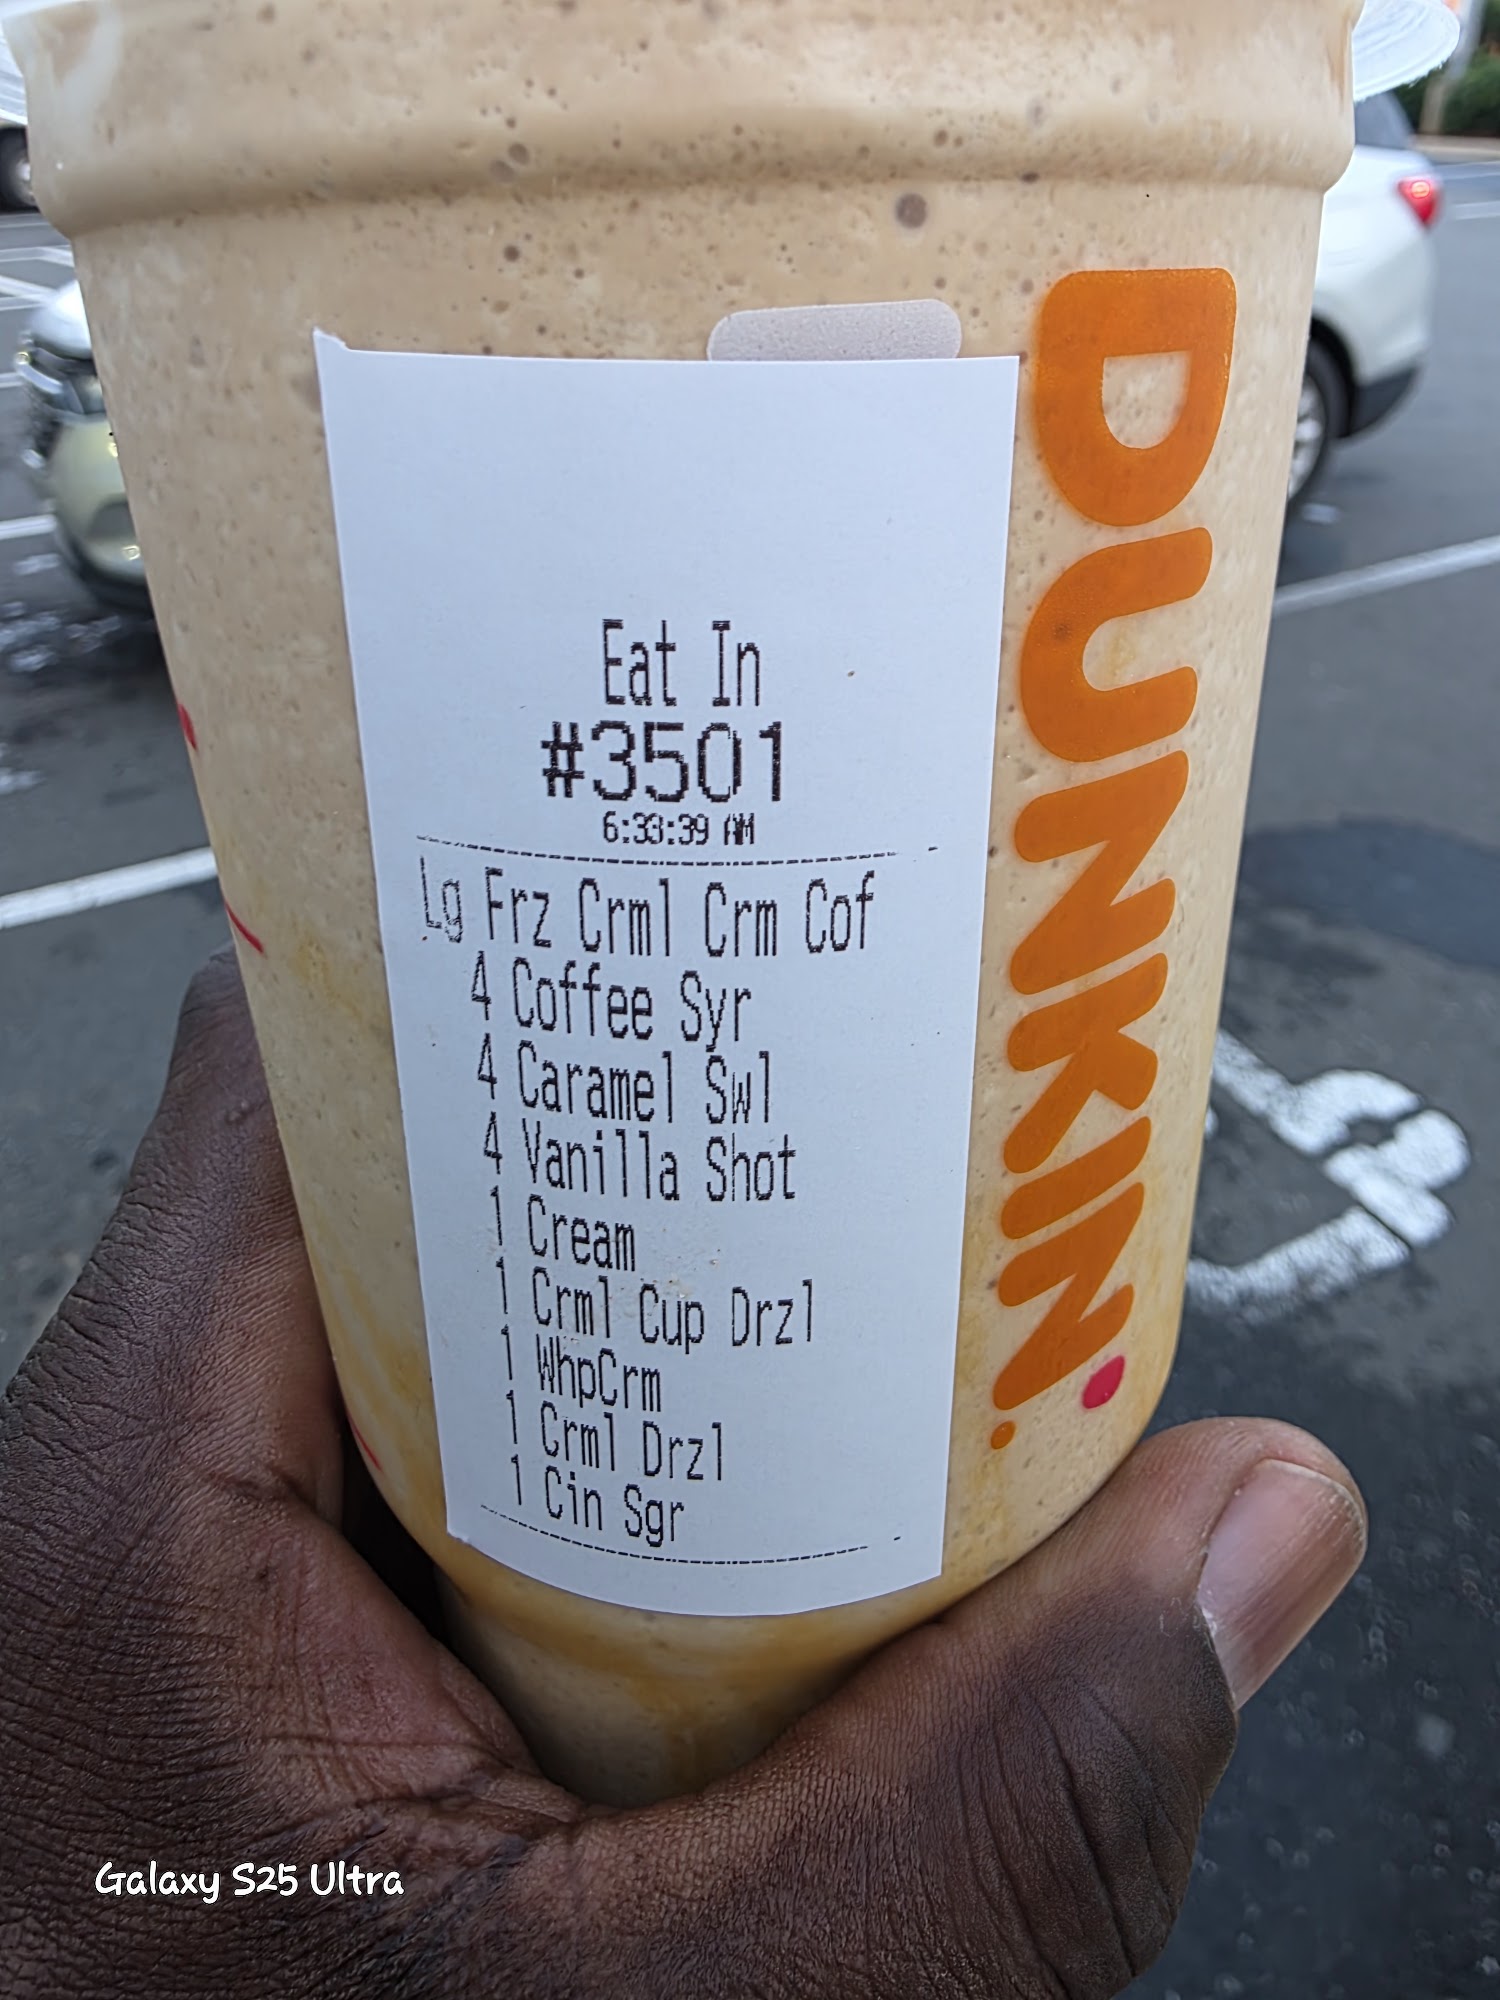 Eat In
#3501
6:33:39 AM
Lg Frz Crml Crm Cof
4 Coffee Syr
4 Caramel Swl
4 Vanilla Shot
1 Cream
1 Crml Cup Drzl
1 WhpCrm
1 Crml Drzl
1 Cin Sgr
DUNKIN'
Galaxy S25 Ultra